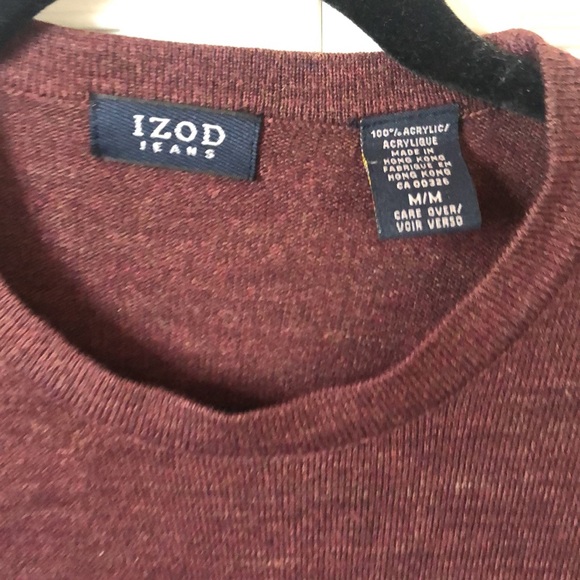 IZOD
JEANS
100% ACRYLIC/
ACRYLIQUE
MADE IN
HONG KONG
FABRIQUE EN
HONG KONG
CA 00326
M/M
CARE OVER/
VOIR VERSO